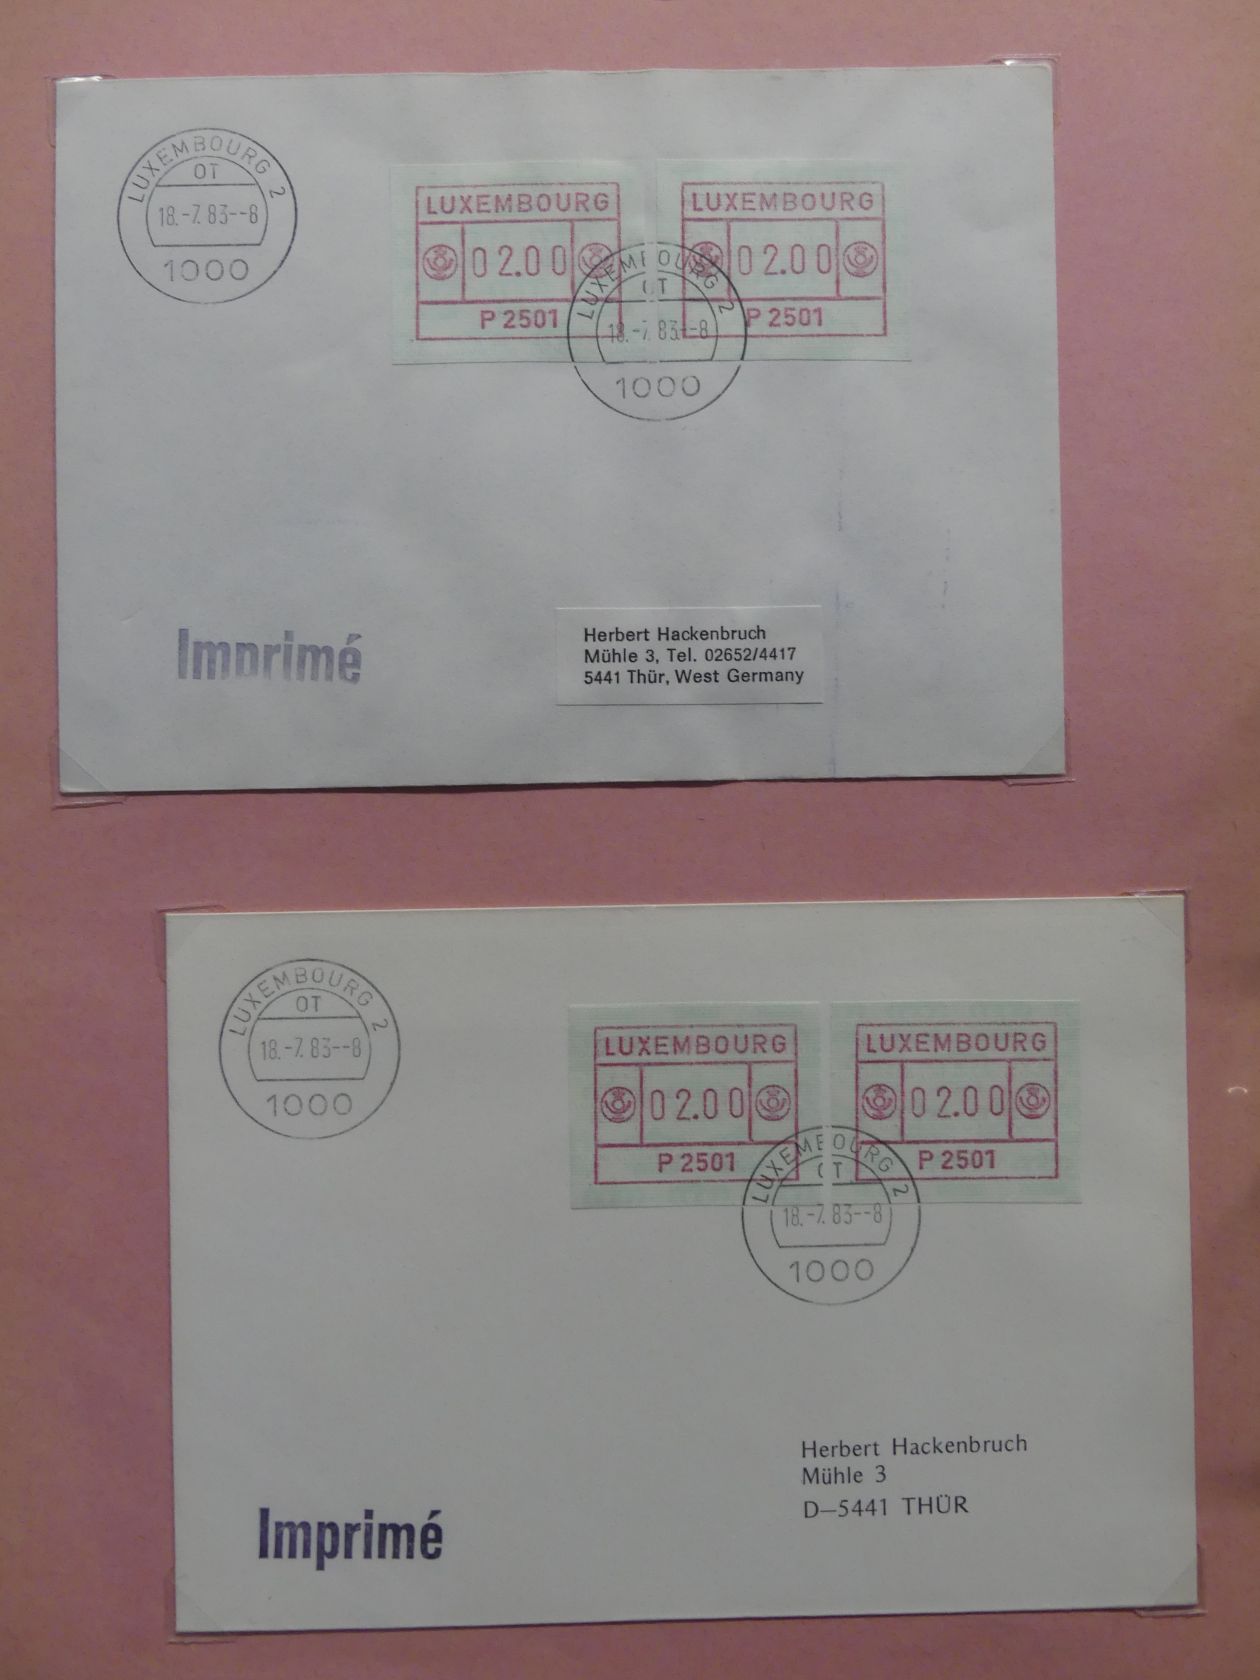 LUXEMBOURG 2
OT
18.-7.83--8
1000
LUXEMBOURG
02.00
P 2501
LUXEMBOURG
02.00
P 2501
LUXEMBOURG 2
OT
18.-7.83--8
1000
Imprimé
Herbert Hackenbruch
Mühle 3, Tel. 02652/4417
5441 Thür, West Germany
LUXEMBOURG 2
OT
18.-7.83--8
1000
LUXEMBOURG
02.00
P 2501
LUXEMBOURG
02.00
P 2501
LUXEMBOURG 2
OT
18.-7.83--8
1000
Herbert Hackenbruch
Mühle 3
D—5441 THÜR
Imprimé